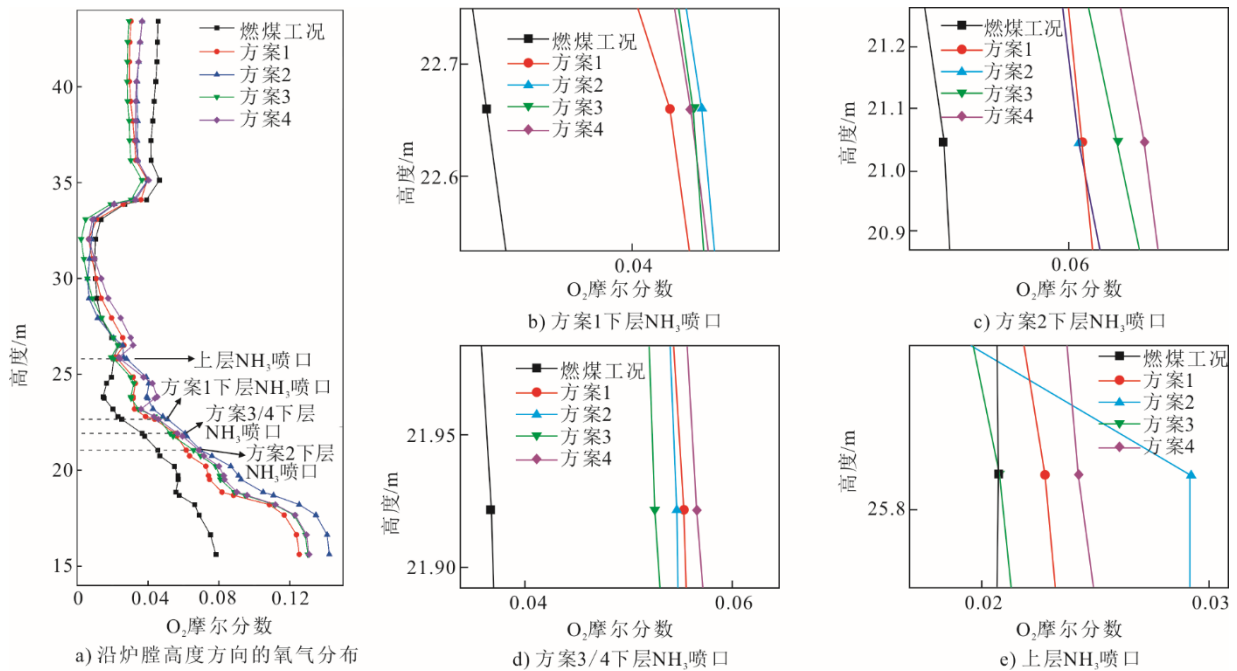 燃煤工况
方案1
方案2
方案3
方案4
40
35
30
25
20
15
高度/m
上层NH₃喷口
方案1下层NH₃喷口
方案3/4下层
NH₃喷口
方案2下层
NH₃喷口
0 0.04 0.08 0.12
O₂摩尔分数
a) 沿炉膛高度方向的氧气分布
燃煤工况
方案1
方案2
方案3
方案4
22.7
22.6
高度/m
0.04
O₂摩尔分数
b) 方案1下层NH₃喷口
燃煤工况
方案1
方案2
方案3
方案4
21.2
21.1
21.0
20.9
高度/m
0.06
O₂摩尔分数
c) 方案2下层NH₃喷口
燃煤工况
方案1
方案2
方案3
方案4
21.95
21.90
高度/m
0.04 0.06
O₂摩尔分数
d) 方案3/4下层NH₃喷口
燃煤工况
方案1
方案2
方案3
方案4
25.8
高度/m
0.02 0.03
O₂摩尔分数
e) 上层NH₃喷口